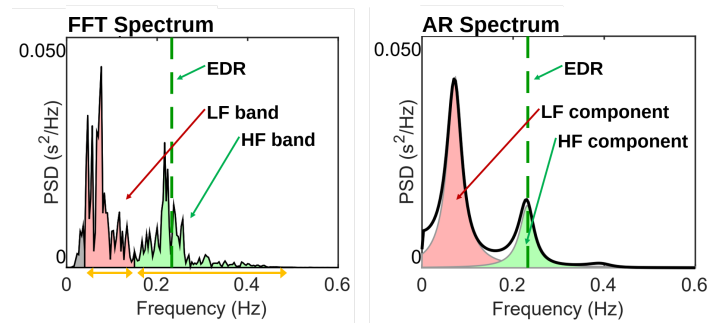 FFT Spectrum
0.050
EDR
LF band
HF band
PSD (s²/Hz)
0
0 0.2 0.4 0.6
Frequency (Hz)
AR Spectrum
0.050
EDR
LF component
HF component
PSD (s²/Hz)
0
0 0.2 0.4 0.6
Frequency (Hz)